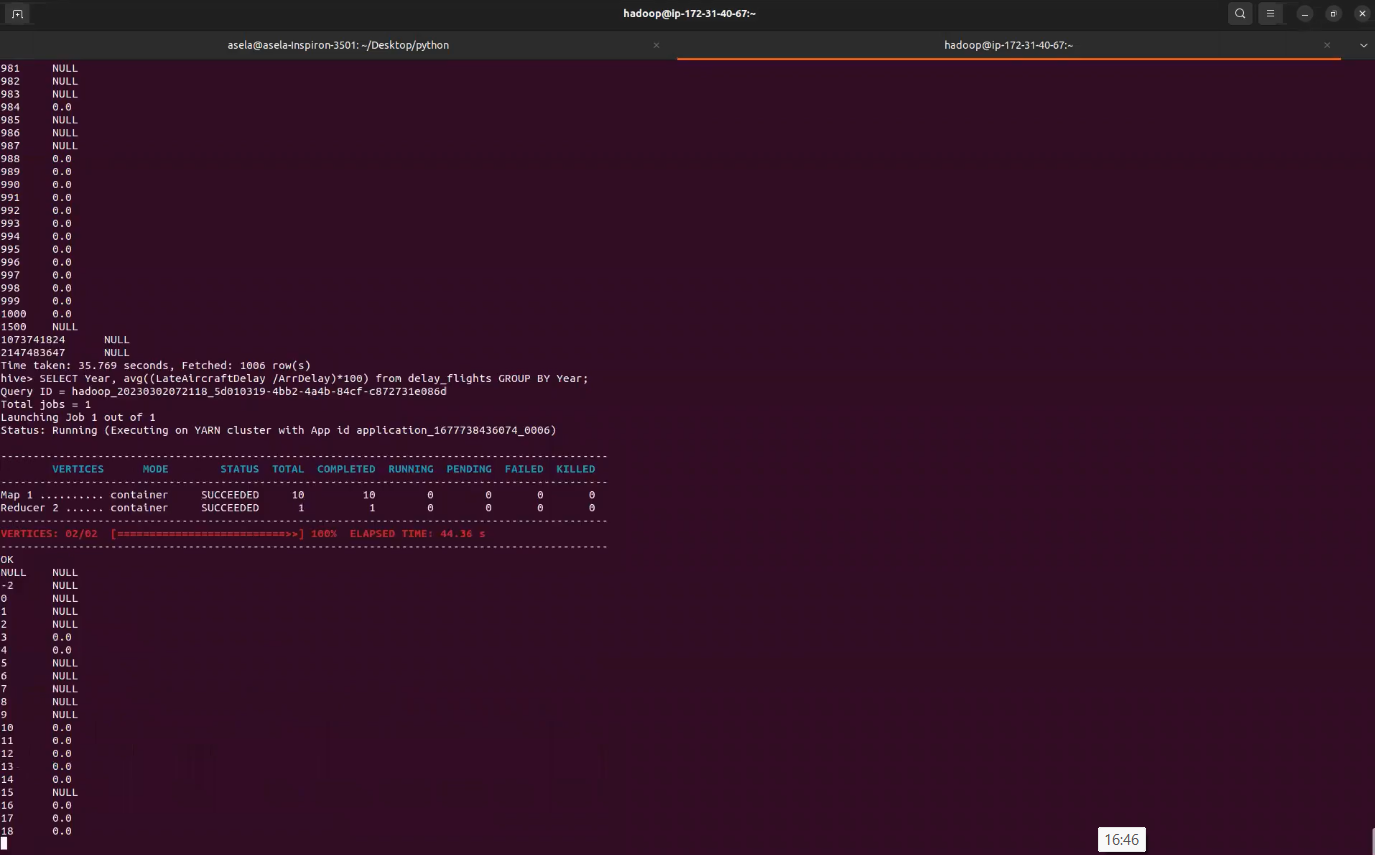 hadoop@ip-172-31-40-67:~
asela@asela-Inspiron-3501: ~/Desktop/python
hadoop@ip-172-31-40-67:~
981 NULL
982 NULL
983 NULL
984 0.0
985 NULL
986 NULL
987 NULL
988 0.0
989 0.0
990 0.0
991 0.0
992 0.0
993 0.0
994 0.0
995 0.0
996 0.0
997 0.0
998 0.0
999 0.0
1000 0.0
1500 NULL
1073741824 NULL
2147483647 NULL
Time taken: 35.769 seconds, Fetched: 1006 row(s)
hive> SELECT Year, avg((LateAircraftDelay /ArrDelay)*100) from delay_flights GROUP BY Year;
Query ID = hadoop_20230302072118_5d010319-4bb2-4a4b-84cf-c872731e086d
Total jobs = 1
Launching Job 1 out of 1
Status: Running (Executing on YARN cluster with App id application_1677738436074_0006)
----------------------------------------------------------------------------------------------
VERTICES MODE STATUS TOTAL COMPLETED RUNNING PENDING FAILED KILLED
----------------------------------------------------------------------------------------------
Map 1 .......... container SUCCEEDED 10 10 0 0 0 0
Reducer 2 ...... container SUCCEEDED 1 1 0 0 0 0
----------------------------------------------------------------------------------------------
VERTICES: 02/02 [==========================>>] 100% ELAPSED TIME: 44.36 s
----------------------------------------------------------------------------------------------
OK
NULL NULL
-2 NULL
0 NULL
1 NULL
2 NULL
3 0.0
4 0.0
5 NULL
6 NULL
7 NULL
8 NULL
9 NULL
10 0.0
11 0.0
12 0.0
13 0.0
14 0.0
15 NULL
16 0.0
17 0.0
18 0.0
16:46